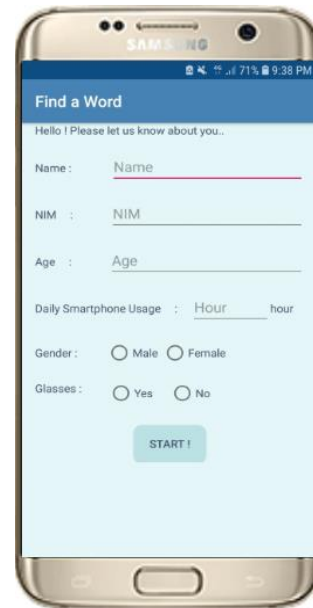 SAMSUNG
71% 9:38 PM
Find a Word
Hello ! Please let us know about you..
Name : Name
NIM : NIM
Age : Age
Daily Smartphone Usage : Hour hour
Gender : Male Female
Glasses : Yes No
START !